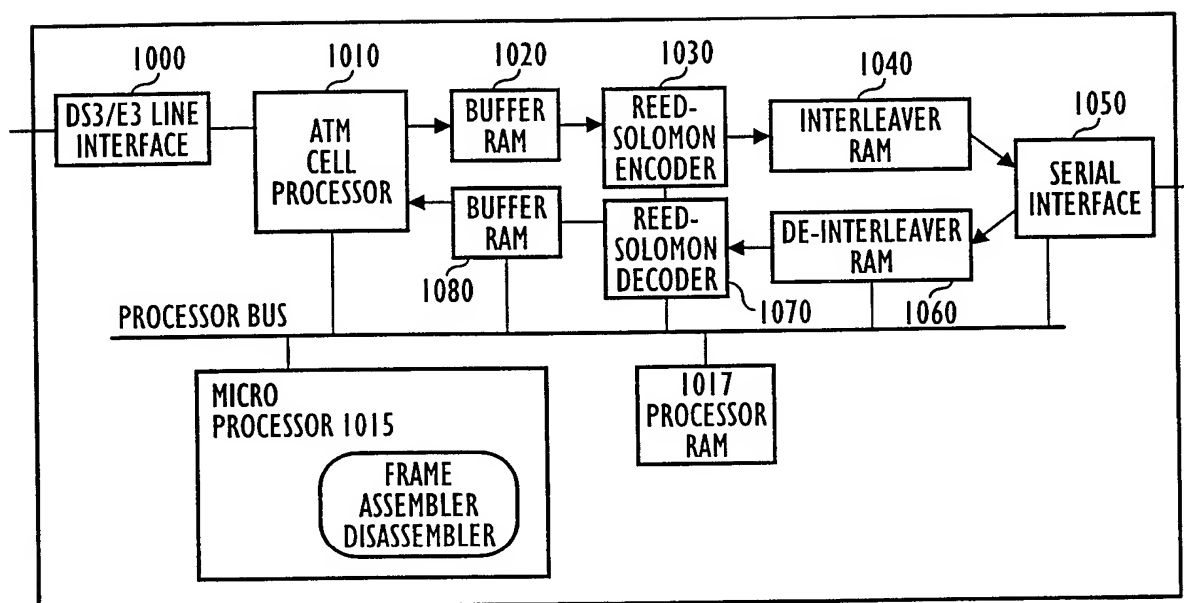 1000
DS3/E3 LINE
INTERFACE
1010
ATM
CELL
PROCESSOR
1020
BUFFER
RAM
1030
REED-
SOLOMON
ENCODER
1040
INTERLEAVER
RAM
1050
SERIAL
INTERFACE
BUFFER
RAM
1080
REED-
SOLOMON
DECODER
1070
DE-INTERLEAVER
RAM
1060
PROCESSOR BUS
MICRO
PROCESSOR 1015
FRAME
ASSEMBLER
DISASSEMBLER
1017
PROCESSOR
RAM